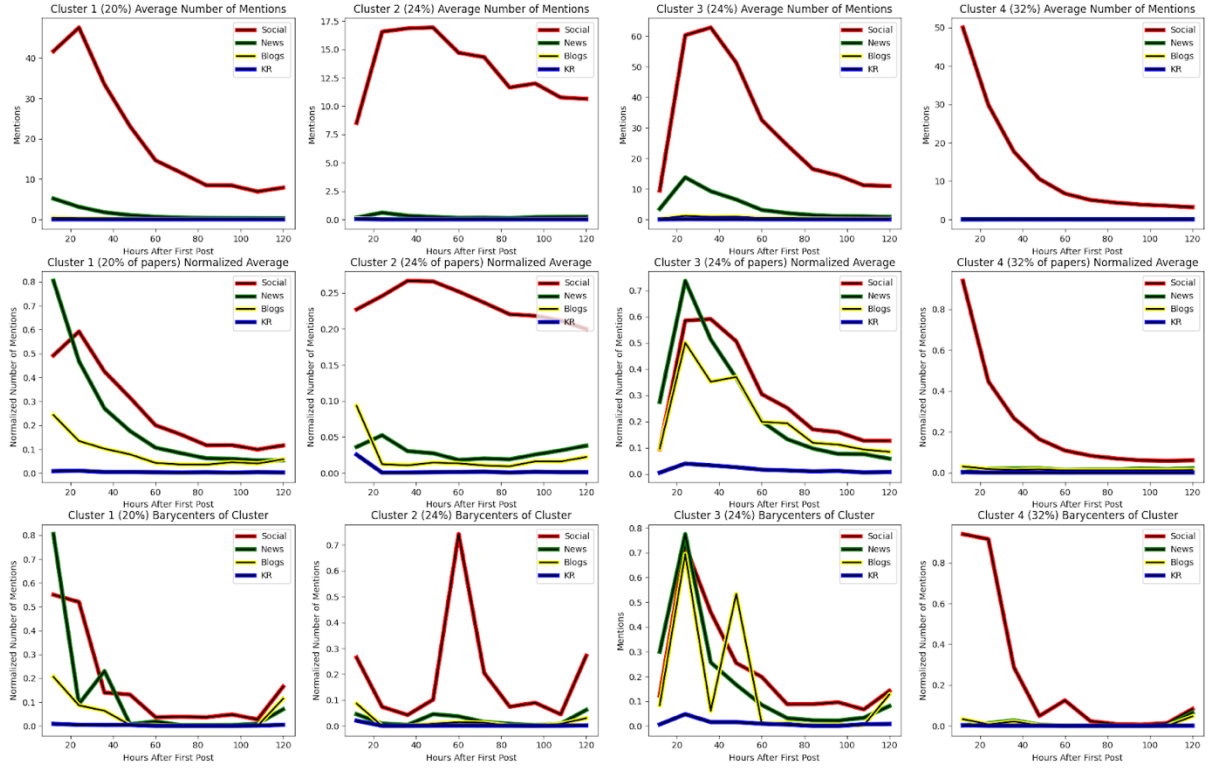 Cluster 1 (20%) Average Number of Mentions
Mentions
40
30
20
10
0
20 40 60 80 100 120
Hours After First Post
Social
News
Blogs
KR
Cluster 2 (24%) Average Number of Mentions
17.5
15.0
12.5
10.0
7.5
5.0
2.5
0.0
20 40 60 80 100 120
Hours After First Post
Social
News
Blogs
KR
Cluster 3 (24%) Average Number of Mentions
Mentions
60
50
40
30
20
10
0
20 40 60 80 100 120
Hours After First Post
Social
News
Blogs
KR
Cluster 4 (32%) Average Number of Mentions
Mentions
50
40
30
20
10
0
20 40 60 80 100 120
Hours After First Post
Social
News
Blogs
KR
Cluster 1 (20% of papers) Normalized Average
Normalized Number of Mentions
0.8
0.7
0.6
0.5
0.4
0.3
0.2
0.1
0.0
20 40 60 80 100 120
Hours After First Post
Social
News
Blogs
KR
Cluster 2 (24% of papers) Normalized Average
Normalized Number of Mentions
0.25
0.20
0.15
0.10
0.05
0.00
20 40 60 80 100 120
Hours After First Post
Social
News
Blogs
KR
Cluster 3 (24% of papers) Normalized Average
Normalized Number of Mentions
0.7
0.6
0.5
0.4
0.3
0.2
0.1
0.0
20 40 60 80 100 120
Hours After First Post
Social
News
Blogs
KR
Cluster 4 (32% of papers) Normalized Average
Normalized Number of Mentions
0.8
0.6
0.4
0.2
0.0
20 40 60 80 100 120
Hours After First Post
Social
News
Blogs
KR
Cluster 1 (20%) Barycenters of Cluster
Normalized Number of Mentions
0.8
0.7
0.6
0.5
0.4
0.3
0.2
0.1
0.0
20 40 60 80 100 120
Hours After First Post
Social
News
Blogs
KR
Cluster 2 (24%) Barycenters of Cluster
Normalized Number of Mentions
0.7
0.6
0.5
0.4
0.3
0.2
0.1
0.0
20 40 60 80 100 120
Hours After First Post
Social
News
Blogs
KR
Cluster 3 (24%) Barycenters of Cluster
Mentions
0.8
0.7
0.6
0.5
0.4
0.3
0.2
0.1
0.0
20 40 60 80 100 120
Hours After First Post
Social
News
Blogs
KR
Cluster 4 (32%) Barycenters of Cluster
Normalized Number of Mentions
0.8
0.6
0.4
0.2
0.0
20 40 60 80 100 120
Hours After First Post
Social
News
Blogs
KR